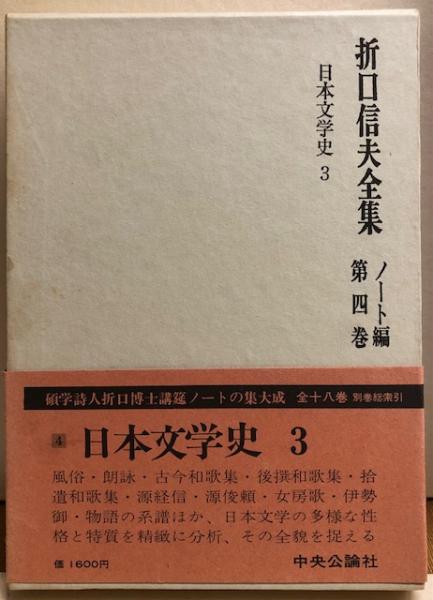 折口信夫全集
ノート編
第四巻
日本文学史 3
碩学詩人折口博士講筵ノートの集大成 全十八巻 別巻総索引
4 日本文学史 3
風俗・朗詠・古今和歌集・後撰和歌集・拾
遺和歌集・源経信・源俊頼・女房歌・伊勢
御・物語の系譜ほか、日本文学の多様な性
格と特質を精緻に分析、その全貌を捉える
価 1600円
中央公論社